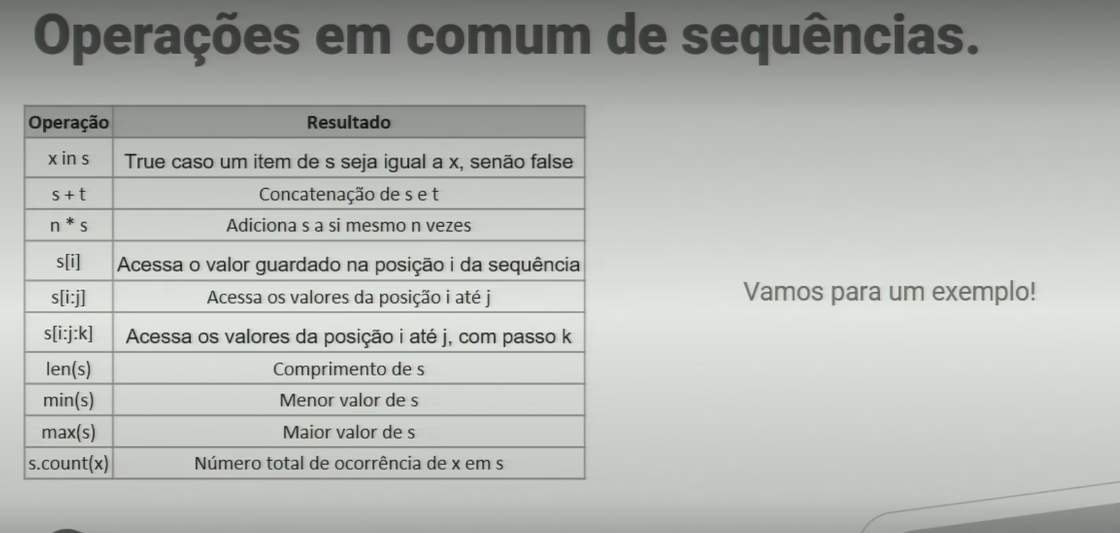 Operações em comum de sequências.
Operação Resultado
x in s True caso um item de s seja igual a x, senão false
s + t Concatenação de s e t
n * s Adiciona s a si mesmo n vezes
s[i] Acessa o valor guardado na posição i da sequência
s[i:j] Acessa os valores da posição i até j
s[i:j:k] Acessa os valores da posição i até j, com passo k
len(s) Comprimento de s
min(s) Menor valor de s
max(s) Maior valor de s
s.count(x) Número total de ocorrência de x em s
Vamos para um exemplo!